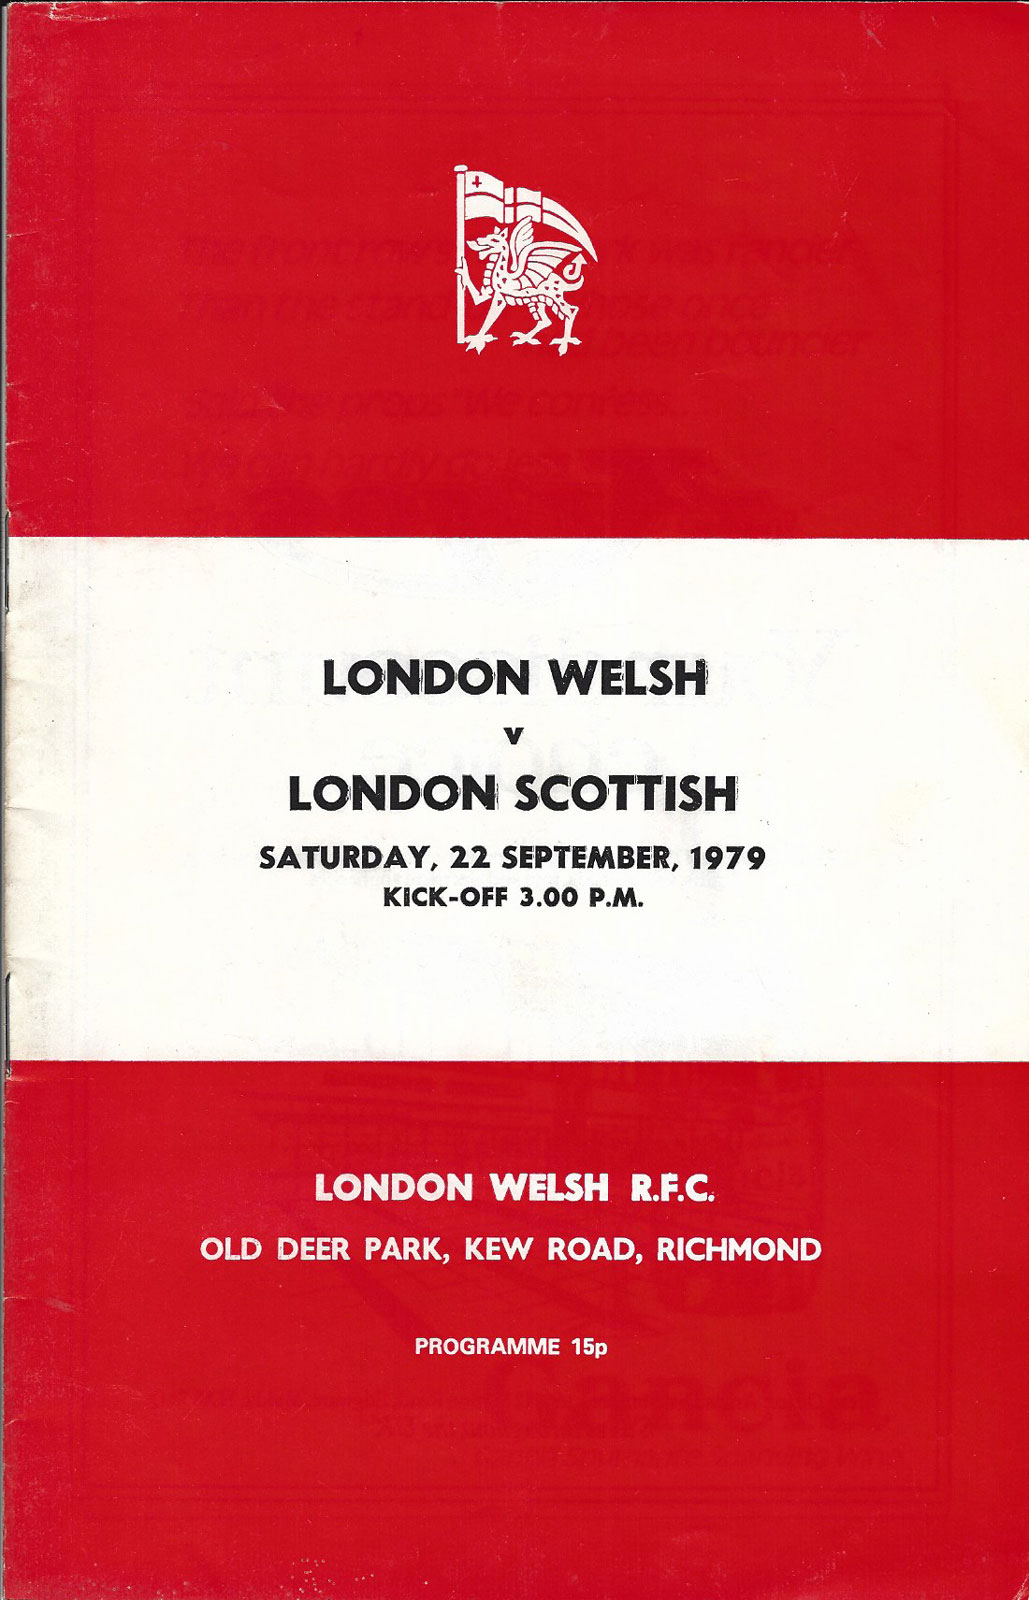 LONDON WELSH
v
LONDON SCOTTISH
SATURDAY, 22 SEPTEMBER, 1979
KICK-OFF 3.00 P.M.
LONDON WELSH R.F.C.
OLD DEER PARK, KEW ROAD, RICHMOND
PROGRAMME 15p